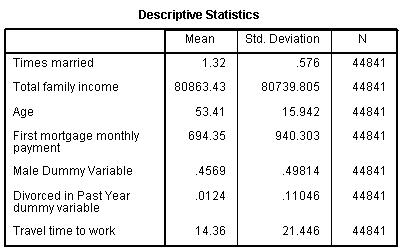 Descriptive Statistics
Mean Std. Deviation N
Times married 1.32 .576 44841
Total family income 80863.43 80739.805 44841
Age 53.41 15.942 44841
First mortgage monthly
payment 694.35 940.303 44841
Male Dummy Variable .4569 .49814 44841
Divorced in Past Year
dummy variable .0124 .11046 44841
Travel time to work 14.36 21.446 44841